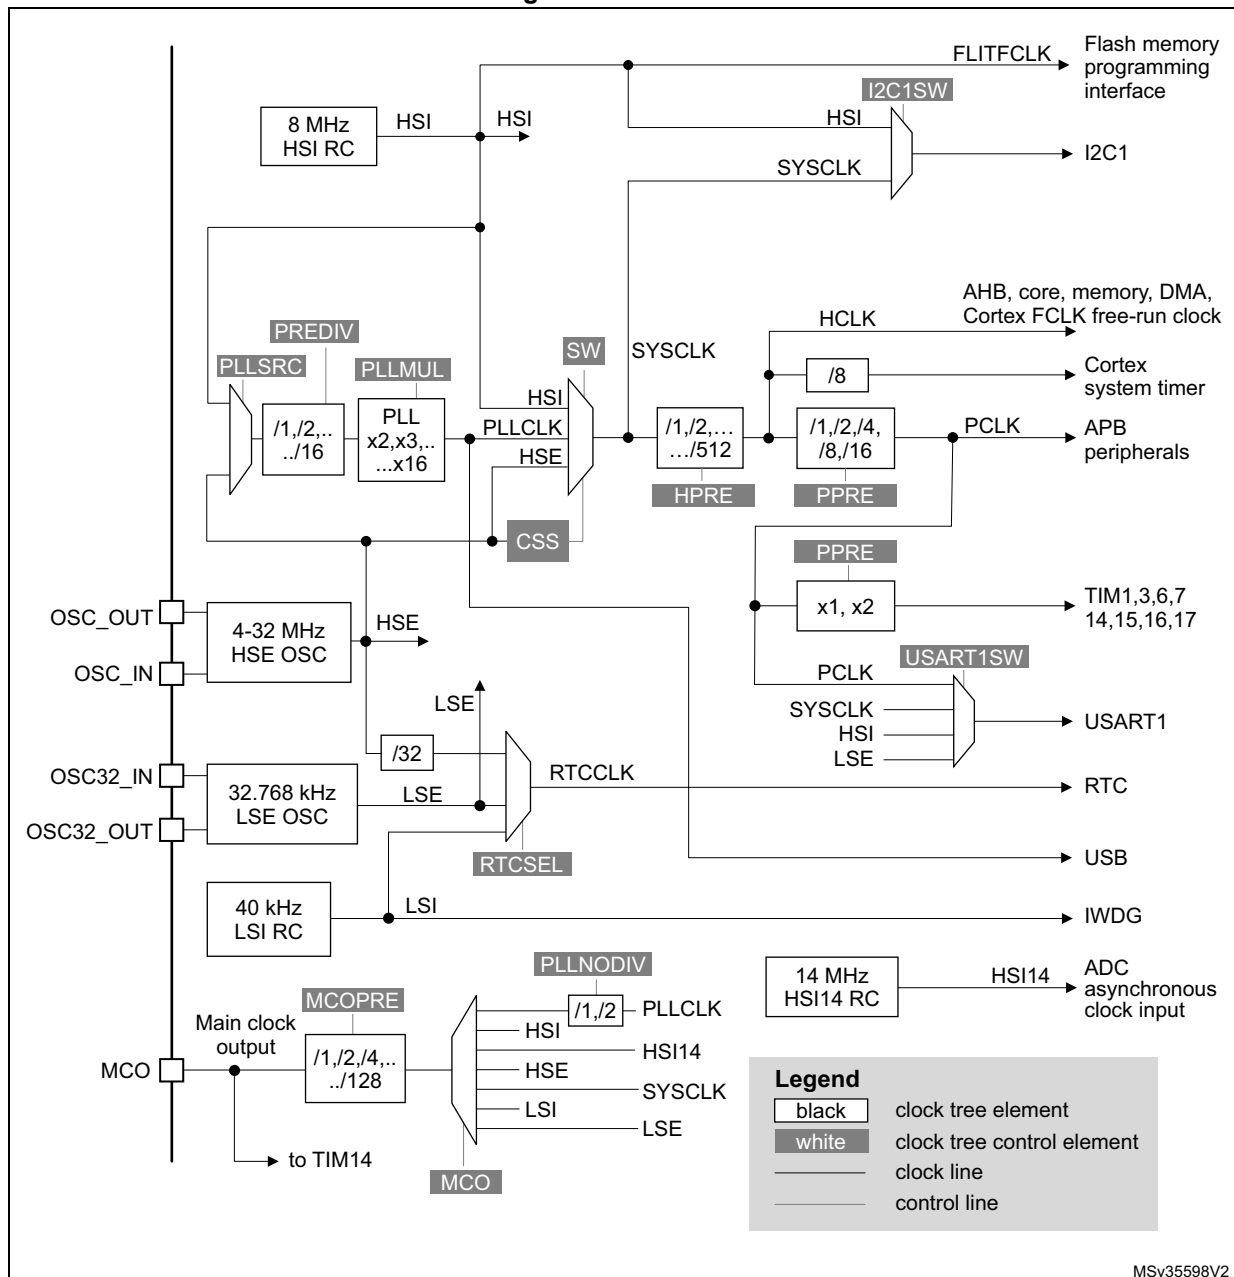 FLITFCLK
Flash memory
programming
interface
I2C1SW
8 MHz
HSI RC
HSI
HSI
HSI
I2C1
SYSCLK
AHB, core, memory, DMA,
Cortex FCLK free-run clock
HCLK
PREDIV
SW
SYSCLK
PLLSRC
PLLMUL
/8
Cortex
system timer
HSI
/1,/2,..
../16
PLL
x2,x3,..
...x16
PLLCLK
HSE
/1,/2,…
…/512
/1,/2,/4,
/8,/16
PCLK
APB
peripherals
HPRE
PPRE
CSS
PPRE
OSC_OUT
4-32 MHz
HSE OSC
HSE
x1, x2
TIM1,3,6,7
14,15,16,17
OSC_IN
USART1SW
PCLK
LSE
SYSCLK
USART1
HSI
LSE
/32
OSC32_IN
RTCCLK
RTC
32.768 kHz
LSE OSC
LSE
OSC32_OUT
RTCSEL
USB
40 kHz
LSI RC
LSI
IWDG
PLLNODIV
14 MHz
HSI14 RC
HSI14
ADC
asynchronous
clock input
MCOPRE
/1,/2
PLLCLK
Main clock
output
HSI
MCO
/1,/2,/4,..
../128
HSI14
HSE
SYSCLK
LSI
LSE
to TIM14
MCO
Legend
black
clock tree element
white
clock tree control element
clock line
control line
MSv35598V2